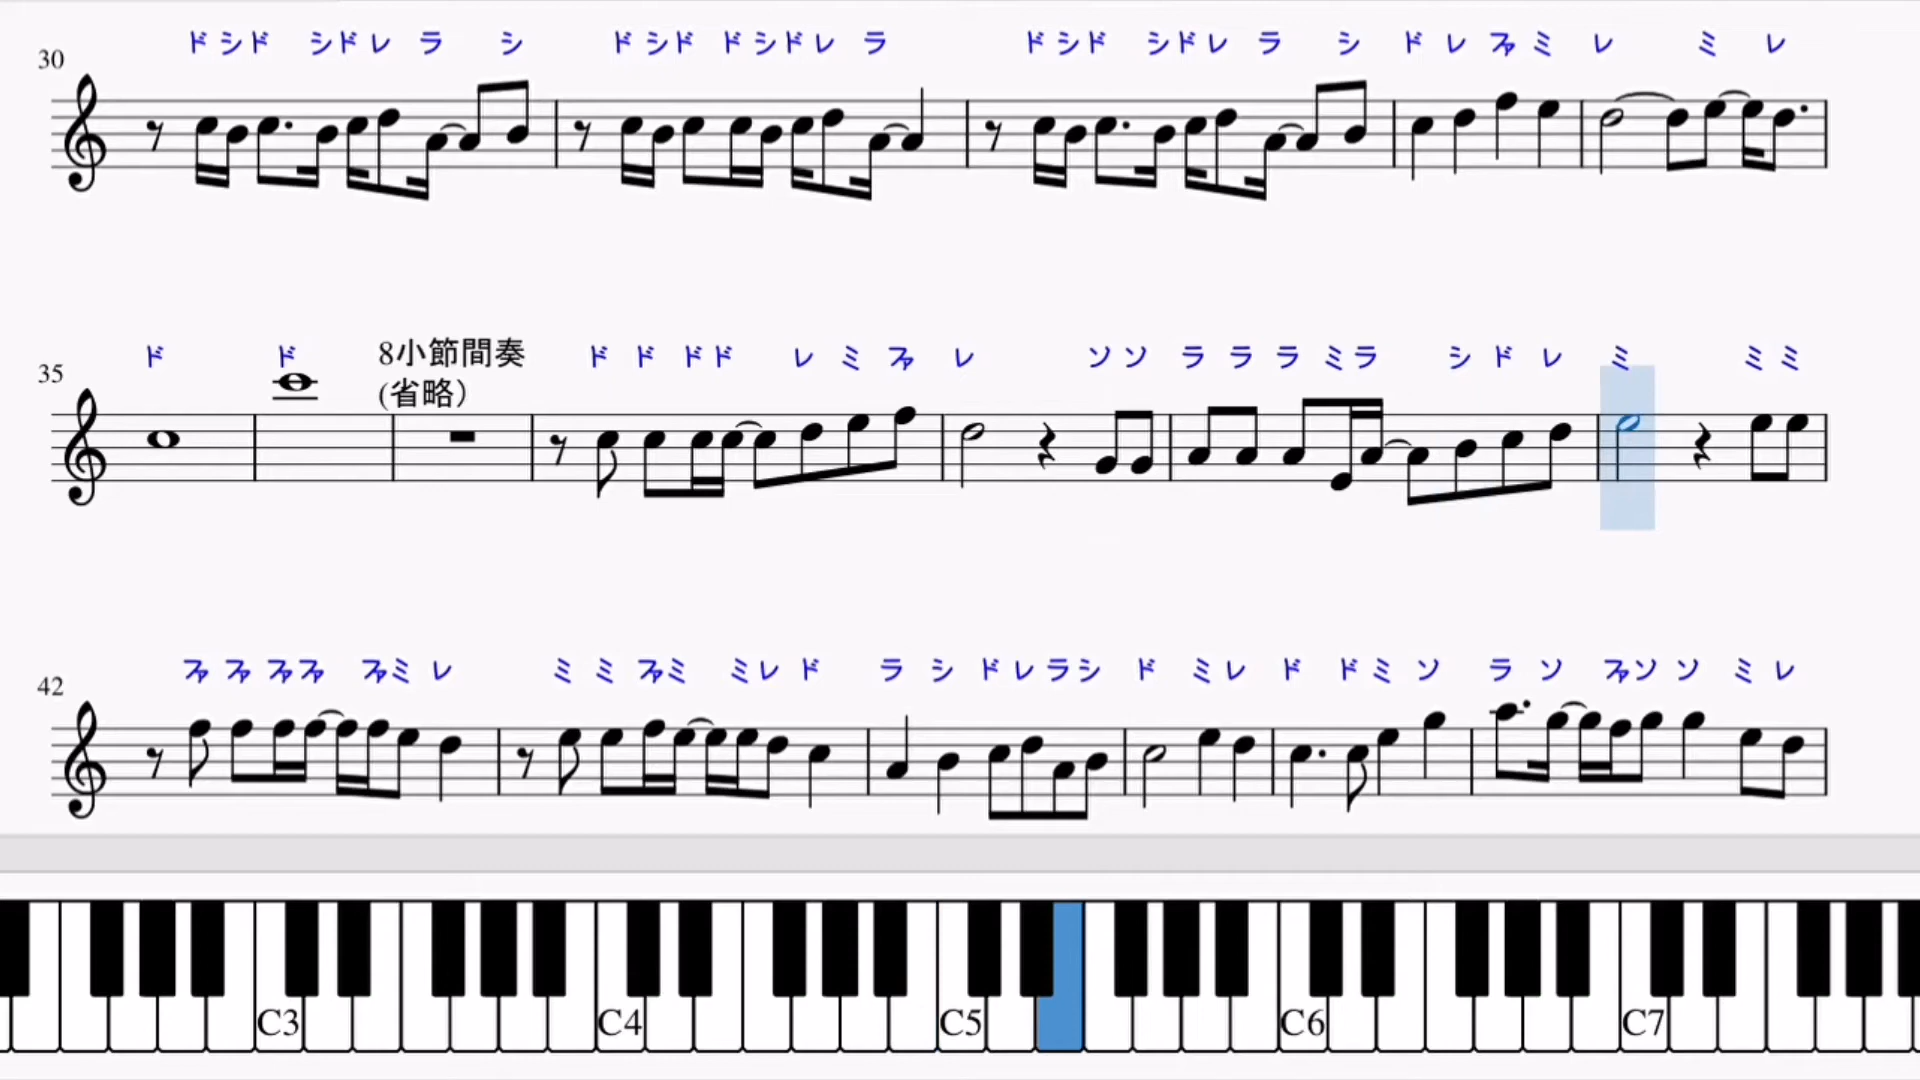 ドシド シドレ ラ シ ドシド ドシドレ ラ ドシド シドレ ラ シ ド レ ファ ミ レ ミ レ
30
ド ド 8小節間奏 ド ド ドド レ ミ ファ レ ソソ ラ ラ ラ ミラ シ ド レ ミ ミミ
35
(省略)
ファ ファ ファファ ファミ レ ミ ミ ファミ ミレ ド ラ シ ドレラシ ド ミレ ド ドミ ソ ラ ソ ファソ ソ ミ レ
42
C3 C4 C5 C6 C7